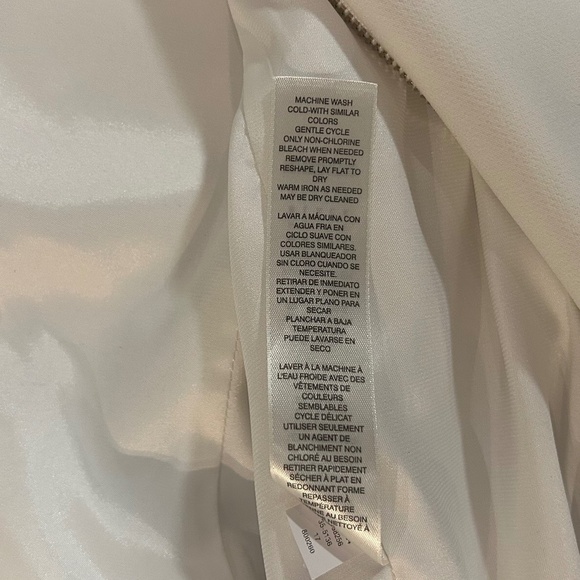 MACHINE WASH
COLD-WITH SIMILAR
COLORS
GENTLE CYCLE
ONLY NON-CHLORINE
BLEACH WHEN NEEDED
REMOVE PROMPTLY
RESHAPE, LAY FLAT TO
DRY
WARM IRON AS NEEDED
MAY BE DRY CLEANED
LAVAR A MÁQUINA CON
AGUA FRIA EN
CICLO SUAVE CON
COLORES SIMILARES.
USAR BLANQUEADOR
SIN CLORO CUANDO SE
NECESITE.
RETIRAR DE INMEDIATO
EXTENDER Y PONER EN
UN LUGAR PLANO PARA
SECAR
PLANCHAR A BAJA
TEMPERATURA
PUEDE LAVARSE EN
SECO
LAVER À LA MACHINE À
L'EAU FROIDE AVEC DES
VÊTEMENTS DE
COULEURS
SEMBLABLES
CYCLE DÉLICAT
UTILISER SEULEMENT
UN AGENT DE
BLANCHIMENT NON
CHLORÉ AU BESOIN
RETIRER RAPIDEMENT
SÉCHER À PLAT EN
REDONNANT FORME
REPASSER À
TEMPÉRATURE
AU BESOIN
NETTOYÉ À